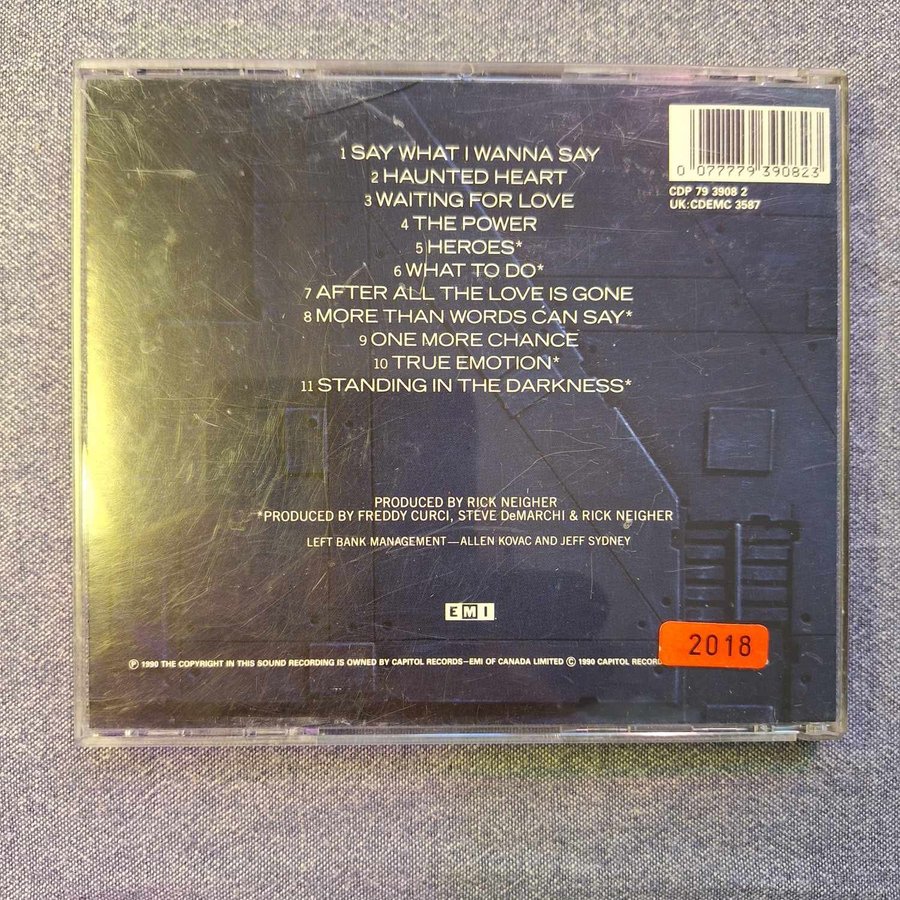 1 SAY WHAT I WANNA SAY
2 HAUNTED HEART
3 WAITING FOR LOVE
4 THE POWER
5 HEROES*
6 WHAT TO DO*
7 AFTER ALL THE LOVE IS GONE
8 MORE THAN WORDS CAN SAY*
9 ONE MORE CHANCE
10 TRUE EMOTION*
11 STANDING IN THE DARKNESS*
0 077779 390823
CDP 79 3908 2
UK:CDEMC 3587
PRODUCED BY RICK NEIGHER
*PRODUCED BY FREDDY CURCI, STEVE DeMARCHI & RICK NEIGHER
LEFT BANK MANAGEMENT—ALLEN KOVAC AND JEFF SYDNEY
EMI
2018
℗ 1990 THE COPYRIGHT IN THIS SOUND RECORDING IS OWNED BY CAPITOL RECORDS–EMI OF CANADA LIMITED © 1990 CAPITOL RECORD